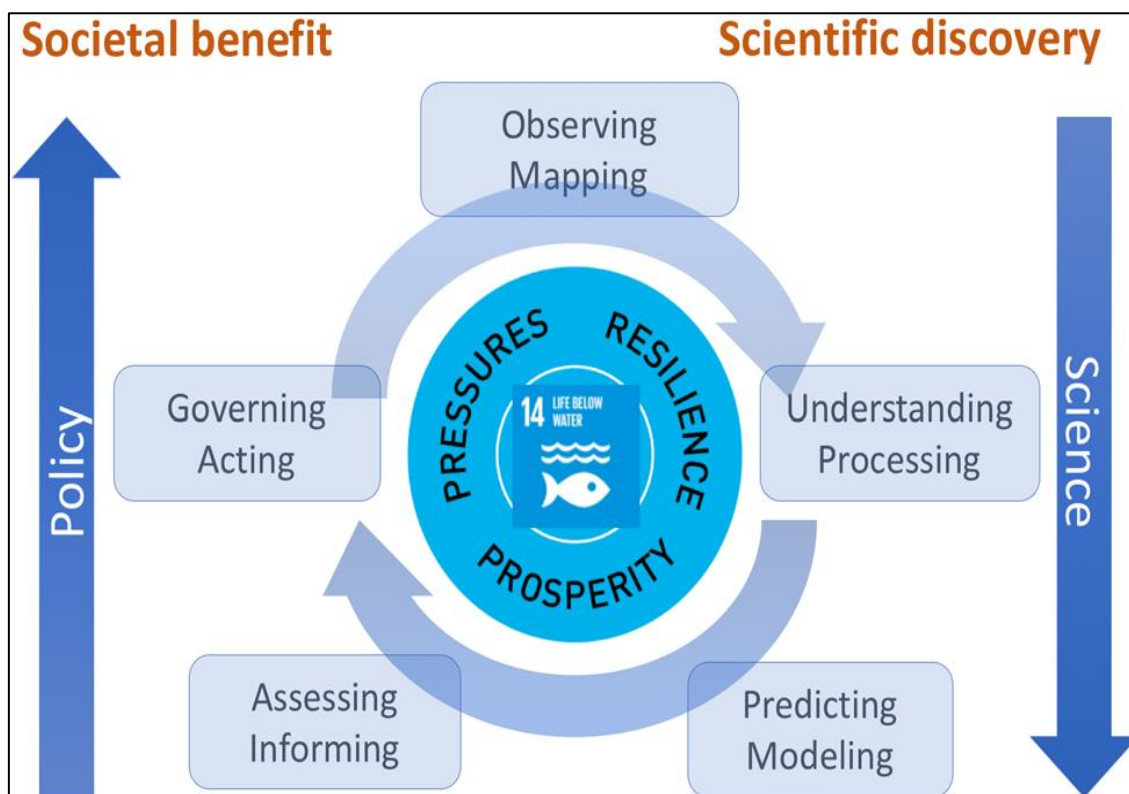 Societal benefit
Scientific discovery
Observing
Mapping
Governing
Acting
Understanding
Processing
Assessing
Informing
Predicting
Modeling
Policy
Science
PRESSURES
RESILIENCE
PROSPERITY
14 LIFE BELOW
WATER